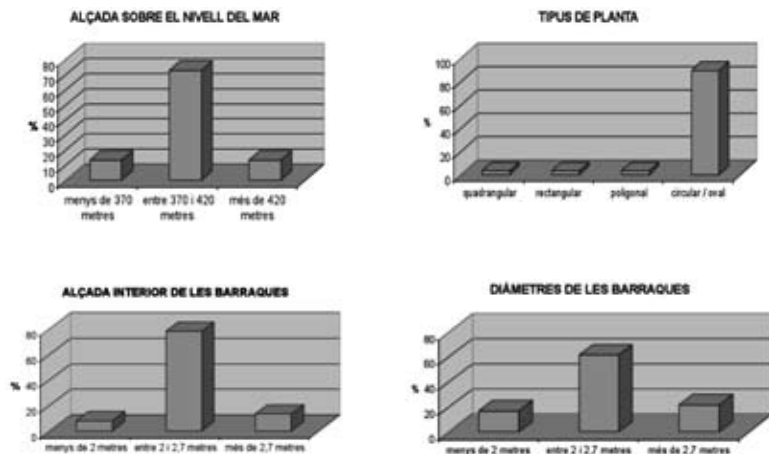 ALÇADA SOBRE EL NIVELL DEL MAR
80
70
60
50
40
30
20
10
0
%
menys de 370 metres
entre 370 i 420 metres
més de 420 metres
TIPUS DE PLANTA
100
80
60
40
20
0
%
quadrangular
rectangular
poligonal
circular / oval
ALÇADA INTERIOR DE LES BARRAQUES
80
60
40
20
0
%
menys de 2 metres
entre 2 i 2,7 metres
més de 2,7 metres
DIÀMETRES DE LES BARRAQUES
80
60
40
20
0
%
menys de 2 metres
entre 2 i 2,7 metres
més de 2,7 metres